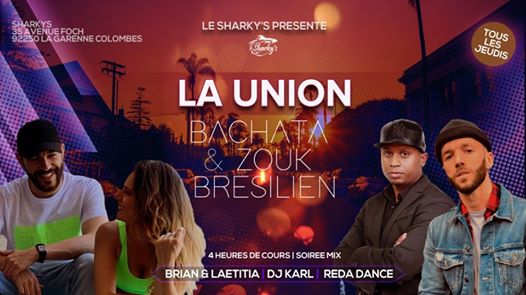 SHARKYS
35 AVENUE FOCH
92250 LA GARENNE COLOMBES
LE SHARKY'S PRESENTE
Sharky's
TOUS
LES
JEUDIS
LA UNION
BACHATA
& ZOUK
BRESILIEN
4 HEURES DE COURS | SOIREE MIX
BRIAN & LAETITIA | DJ KARL | REDA DANCE